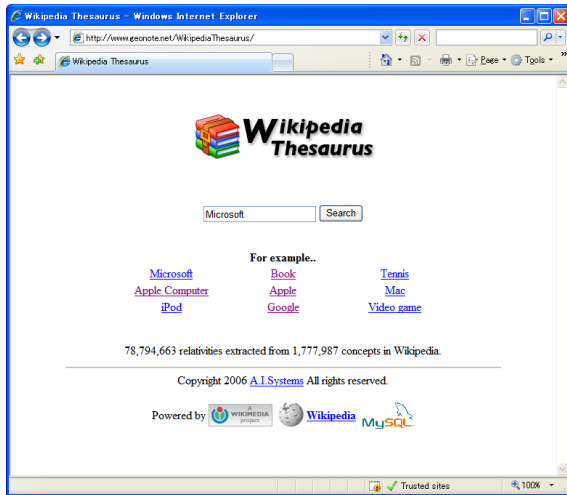 Wikipedia Thesaurus - Windows Internet Explorer
http://www.geonote.net/WikipediaThesaurus/
Wikipedia Thesaurus
Page Tools »
Wikipedia
Thesaurus
Microsoft Search
For example..
Microsoft Book Tennis
Apple Computer Apple Mac
iPod Google Video game
78,794,663 relativities extracted from 1,777,987 concepts in Wikipedia.
Copyright 2006 A.I.Systems All rights reserved.
Powered by A WIKIMEDIA project Wikipedia MySQL
Trusted sites 100%